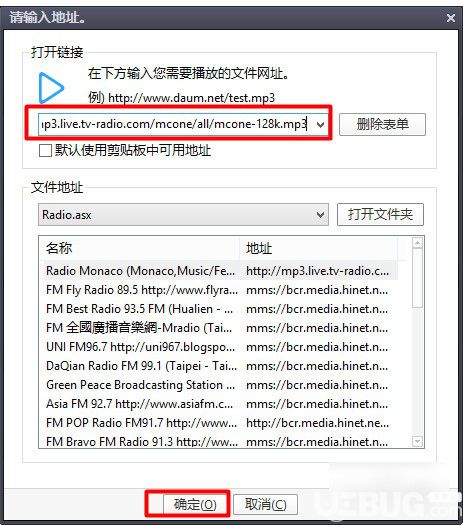 请输入地址。
打开链接
在下方输入您需要播放的文件网址。
例) http://www.daum.net/test.mp3
ıp3.live.tv-radio.com/mcone/all/mcone-128k.mp3 删除表单
默认使用剪贴板中可用地址
文件地址
Radio.asx 打开文件夹
名称 地址
Radio Monaco (Monaco,Music/Fe... http://mp3.live.tv-radio.c...
FM Fly Radio 89.5 http://www.flyra... mms://bcr.media.hinet.n...
FM Best Radio 93.5 FM (Hualien - ... mms://bcr.media.hinet.n...
FM 全國廣播音樂網-Mradio (Tai... mms://bcr.media.hinet.n...
UNI FM96.7 http://uni967.blogspo... mms://bcr.media.hinet.n...
DaQian Radio FM 99.1 (Taipei - Tai... mms://bcr.media.hinet.n...
Green Peace Broadcasting Station ... mms://bcr.media.hinet.n...
Asia FM 92.7 http://www.asiafm.c... mms://bcr.media.hinet.n...
FM POP Radio FM91.7 http://www... http://bcr.media.hinet.ne...
FM Bravo FM Radio 91.3 http://ww... mms://bcr.media.hinet.n...
确定(O) 取消(C)